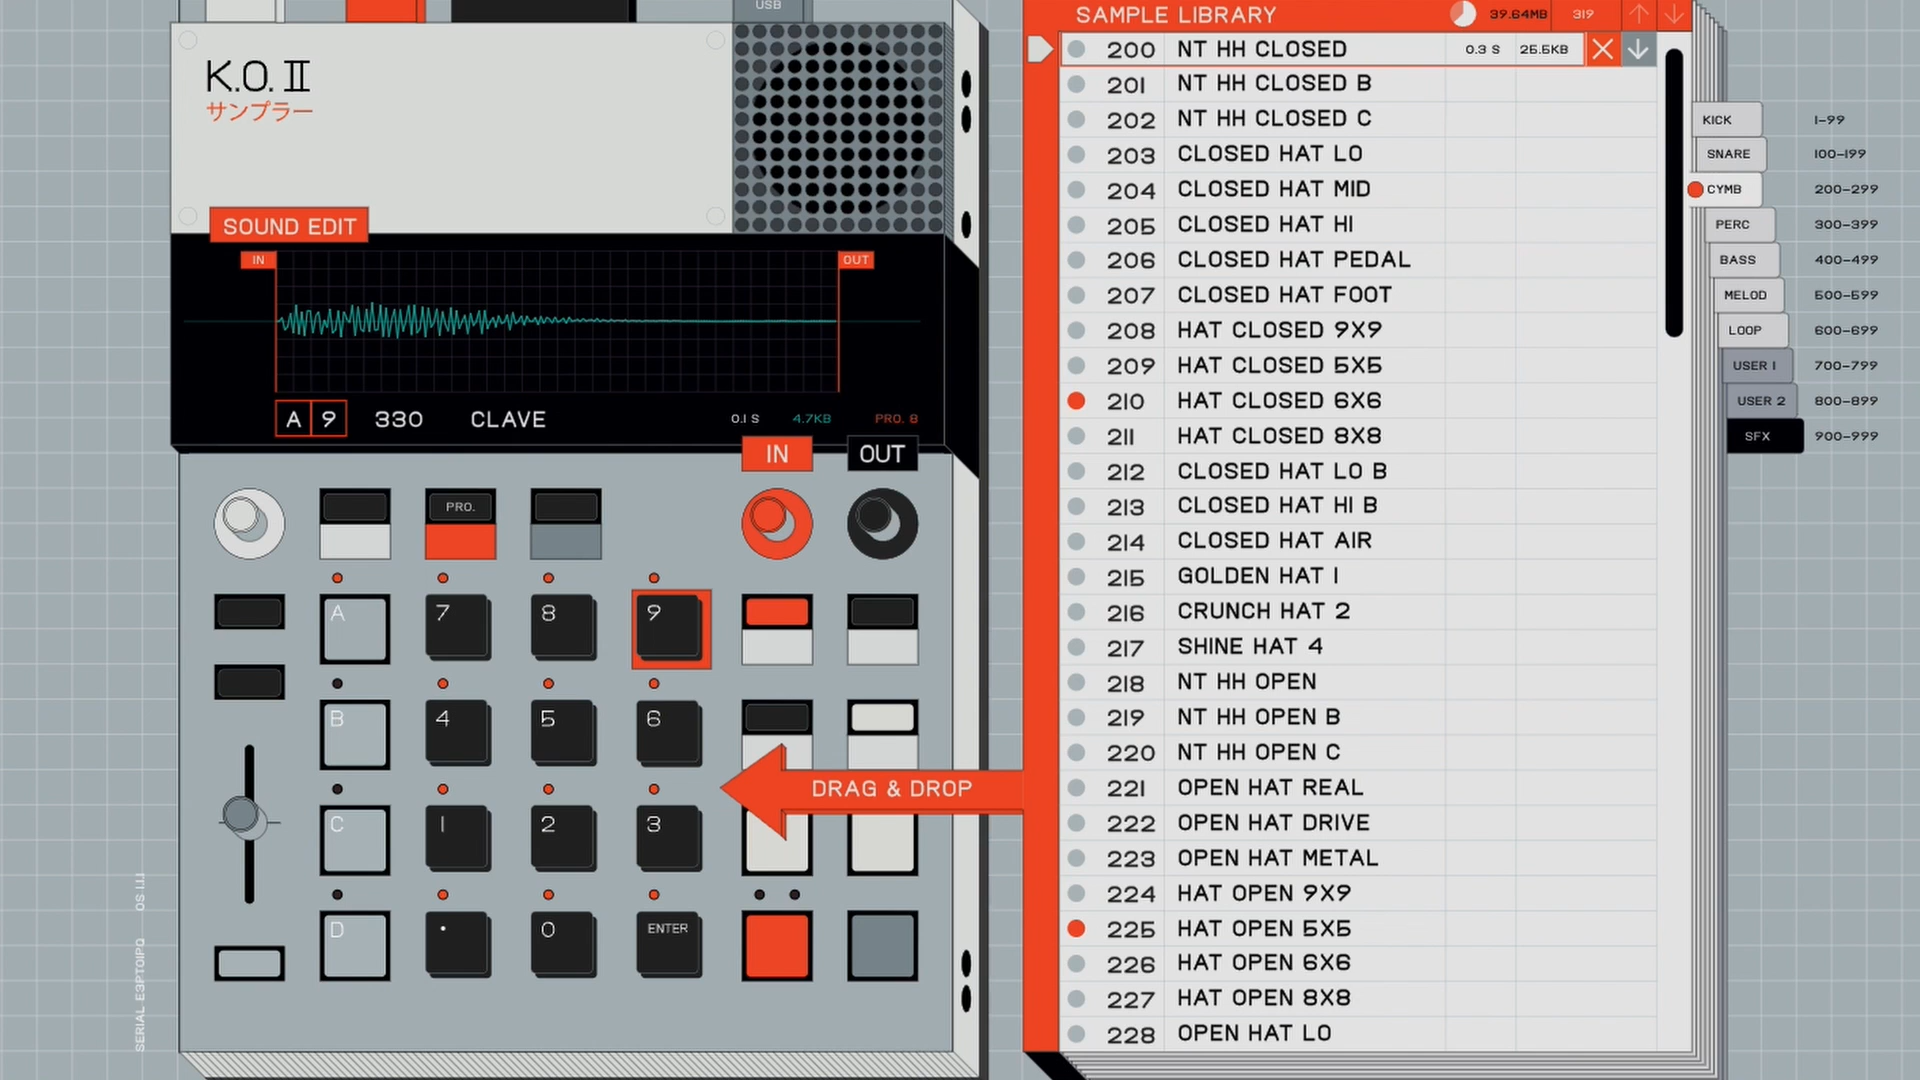 USB
K.O. II
サンプラー
SOUND EDIT
IN
OUT
A 9 330 CLAVE 0.1 S 4.7KB PRO. 8
IN
OUT
PRO.
A
7
8
9
B
4
5
6
DRAG & DROP
C
1
2
3
D
.
0
ENTER
SERIAL E3PTOIPQ OS 1.1.1
SAMPLE LIBRARY 39.64MB 319
200 NT HH CLOSED 0.3 S 25.5KB
201 NT HH CLOSED B
202 NT HH CLOSED C
203 CLOSED HAT LO
204 CLOSED HAT MID
205 CLOSED HAT HI
206 CLOSED HAT PEDAL
207 CLOSED HAT FOOT
208 HAT CLOSED 9X9
209 HAT CLOSED 5X5
210 HAT CLOSED 6X6
211 HAT CLOSED 8X8
212 CLOSED HAT LO B
213 CLOSED HAT HI B
214 CLOSED HAT AIR
215 GOLDEN HAT 1
216 CRUNCH HAT 2
217 SHINE HAT 4
218 NT HH OPEN
219 NT HH OPEN B
220 NT HH OPEN C
221 OPEN HAT REAL
222 OPEN HAT DRIVE
223 OPEN HAT METAL
224 HAT OPEN 9X9
225 HAT OPEN 5X5
226 HAT OPEN 6X6
227 HAT OPEN 8X8
228 OPEN HAT LO
KICK 1-99
SNARE 100-199
CYMB 200-299
PERC 300-399
BASS 400-499
MELOD 500-599
LOOP 600-699
USER 1 700-799
USER 2 800-899
SFX 900-999